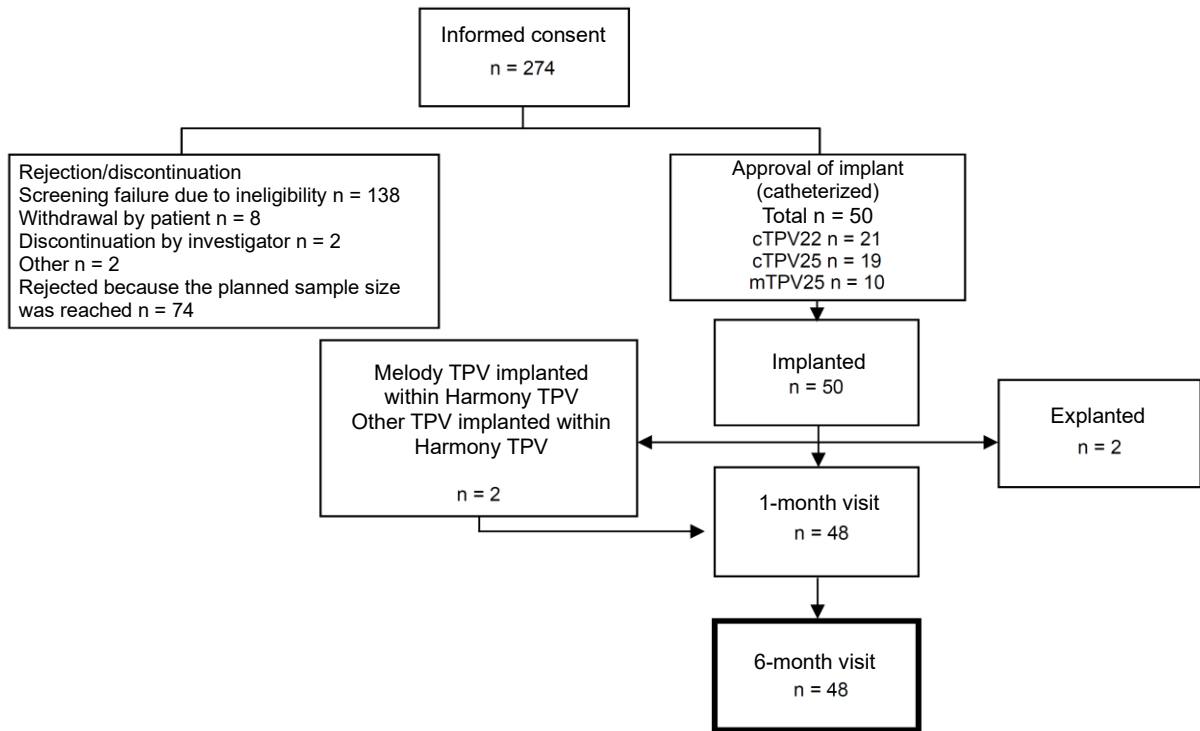 Informed consent
n = 274
Rejection/discontinuation
Screening failure due to ineligibility n = 138
Withdrawal by patient n = 8
Discontinuation by investigator n = 2
Other n = 2
Rejected because the planned sample size
was reached n = 74
Approval of implant
(catheterized)
Total n = 50
cTPV22 n = 21
cTPV25 n = 19
mTPV25 n = 10
Implanted
n = 50
Melody TPV implanted
within Harmony TPV
Other TPV implanted within
Harmony TPV
n = 2
Explanted
n = 2
1-month visit
n = 48
6-month visit
n = 48